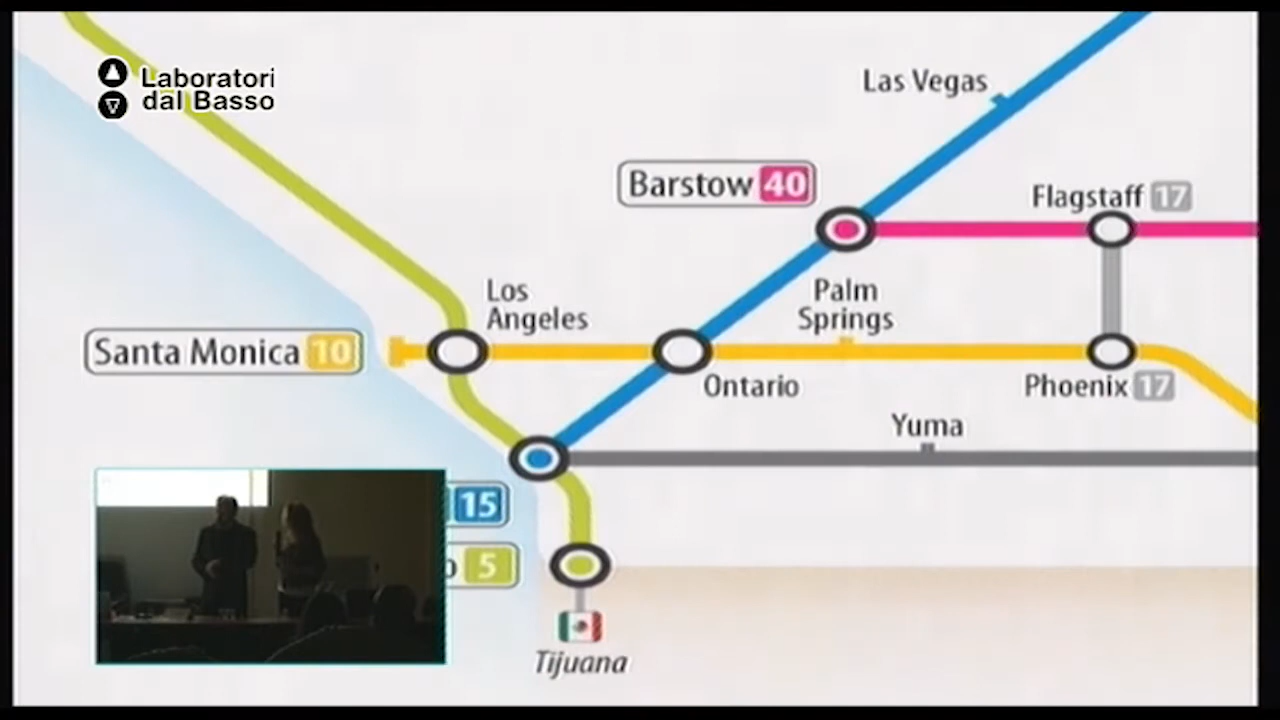 Laboratori
dal Basso
Las Vegas
Barstow 40
Flagstaff 17
Los
Angeles
Palm
Springs
Santa Monica 10
Ontario
Phoenix 17
Yuma
15
5
Tijuana